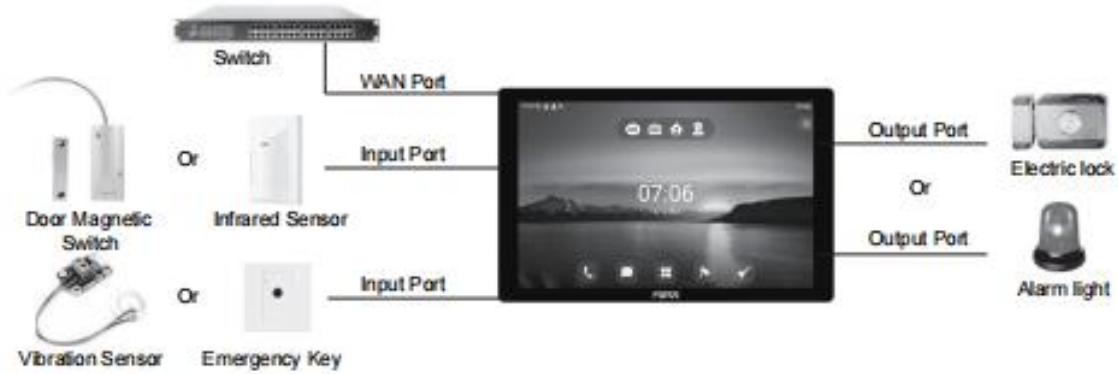 Switch
WAN Port
Or
Input Port
Door Magnetic
Switch
Infrared Sensor
Or
Input Port
Vibration Sensor
Emergency Key
07:06
Output Port
Electric lock
Or
Output Port
Alarm light